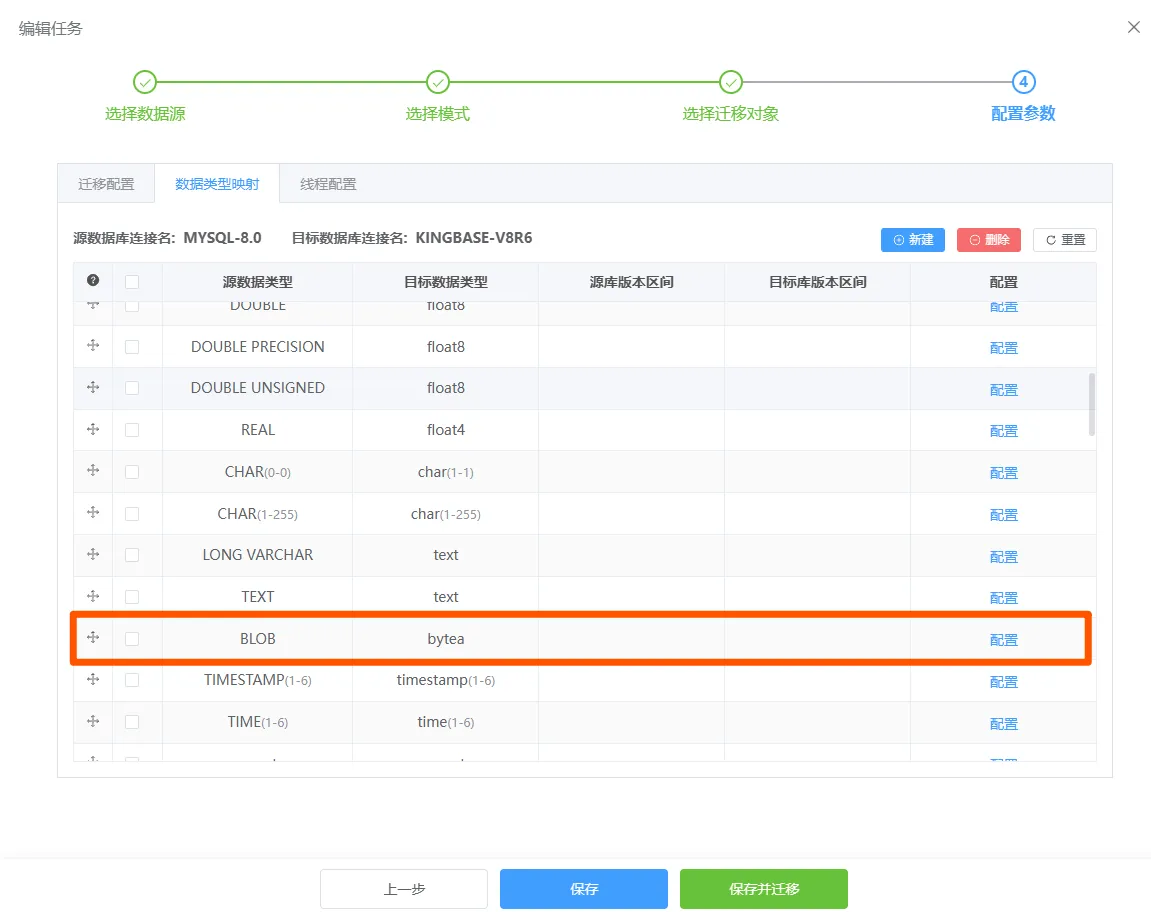 编辑任务
选择数据源 选择模式 选择迁移对象 4 配置参数
迁移配置 数据类型映射 线程配置
源数据库连接名: MYSQL-8.0 目标数据库连接名: KINGBASE-V8R6 新建 删除 重置
? 源数据类型 目标数据类型 源库版本区间 目标库版本区间 配置
DOUBLE float8 配置
DOUBLE PRECISION float8 配置
DOUBLE UNSIGNED float8 配置
REAL float4 配置
CHAR(0-0) char(1-1) 配置
CHAR(1-255) char(1-255) 配置
LONG VARCHAR text 配置
TEXT text 配置
BLOB bytea 配置
TIMESTAMP(1-6) timestamp(1-6) 配置
TIME(1-6) time(1-6) 配置
上一步 保存 保存并迁移